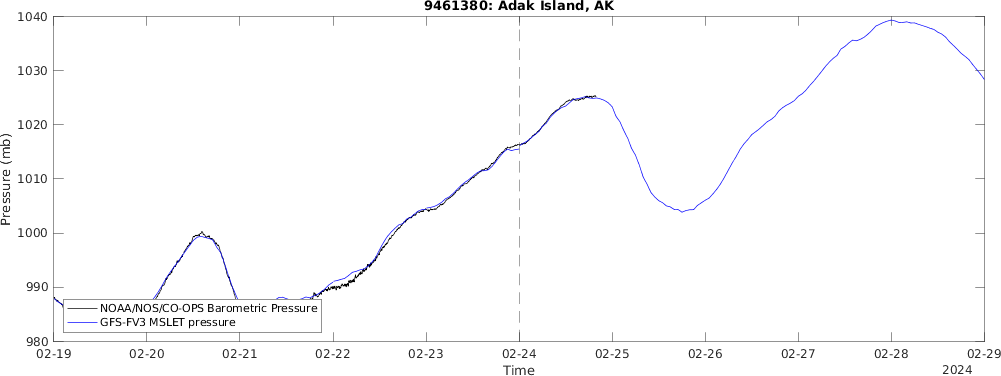 9461380: Adak Island, AK
Pressure (mb)
1040
1030
1020
1010
1000
990
980
NOAA/NOS/CO-OPS Barometric Pressure
GFS-FV3 MSLET pressure
02-19 02-20 02-21 02-22 02-23 02-24 02-25 02-26 02-27 02-28 02-29
Time
2024